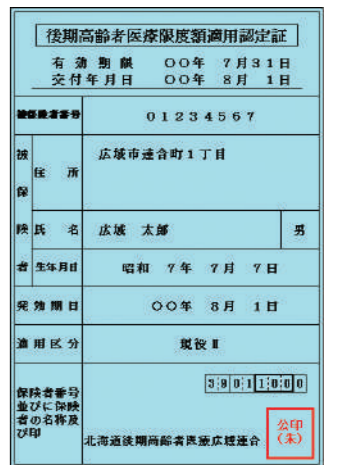 後期高齢者医療限度額適用認定証
有効期限 〇〇年 7月31日
交付年月日 〇〇年 8月 1日
被保険者番号 01234567
被保険者
住所 広域市連合町1丁目
氏名 広域 太郎 男
生年月日 昭和 7年 7月 7日
発効期日 〇〇年 8月 1日
適用区分 現役Ⅱ
保険者番号
並びに保険
者の名称及
び印
39011000
北海道後期高齢者医療広域連合
公印
(朱)